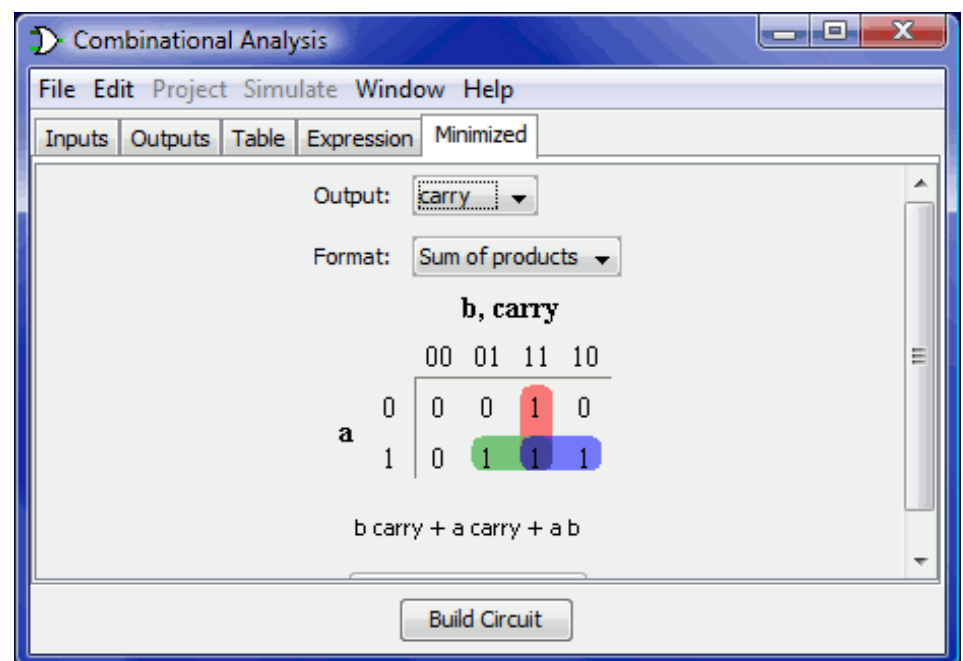 Combinational Analysis
File Edit Project Simulate Window Help
Inputs Outputs Table Expression Minimized
Output: carry
Format: Sum of products
b, carry
00 01 11 10
0 0 0 1 0
a
1 0 1 1 1
b carry + a carry + a b
Build Circuit